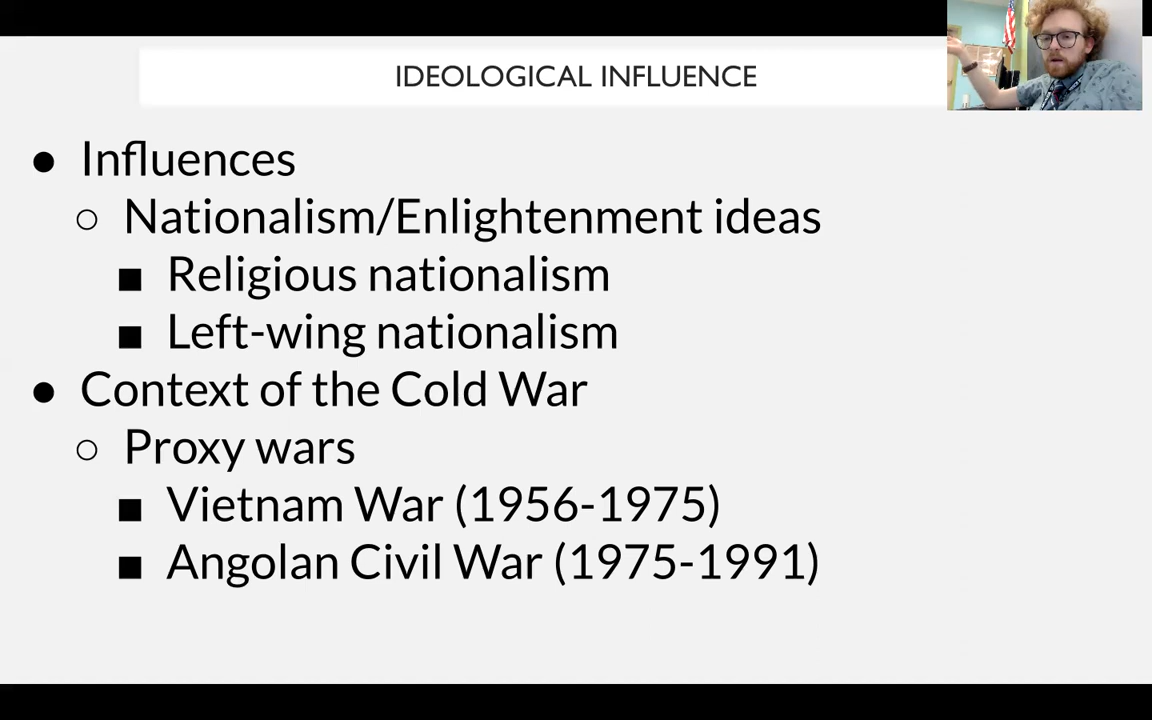 IDEOLOGICAL INFLUENCE
● Influences
○ Nationalism/Enlightenment ideas
■ Religious nationalism
■ Left-wing nationalism
● Context of the Cold War
○ Proxy wars
■ Vietnam War (1956-1975)
■ Angolan Civil War (1975-1991)